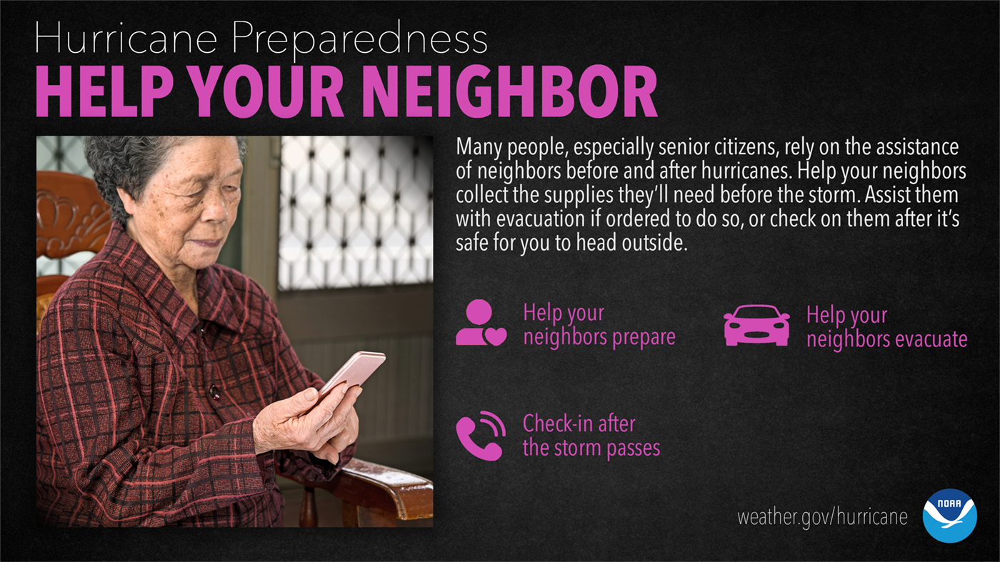 Hurricane Preparedness
HELP YOUR NEIGHBOR
Many people, especially senior citizens, rely on the assistance
of neighbors before and after hurricanes. Help your neighbors
collect the supplies they’ll need before the storm. Assist them
with evacuation if ordered to do so, or check on them after it’s
safe for you to head outside.
Help your
neighbors prepare
Help your
neighbors evacuate
Check-in after
the storm passes
weather.gov/hurricane
NOAA